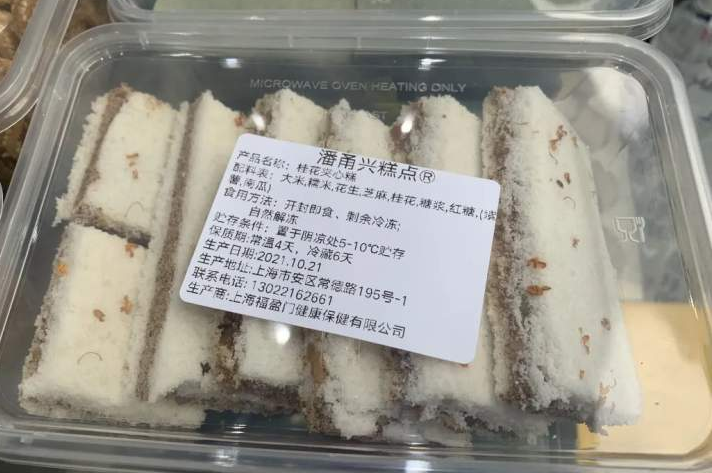 MICROWAVE OVEN HEATING ONLY
潘甭兴糕点®
产品名称：桂花夹心糕
配料表：大米,糯米,花生,芝麻,桂花,糖浆,红糖,(紫
薯,南瓜)
食用方法：开封即食、剩余冷冻;
自然解冻
贮存条件：置于阴凉处5-10℃贮存
保质期:常温4天，冷藏6天
生产日期:2021.10.21
生产地址:上海市安区常德路195号-1
联系电话: 13022162661
生产商:上海福盈门健康保健有限公司